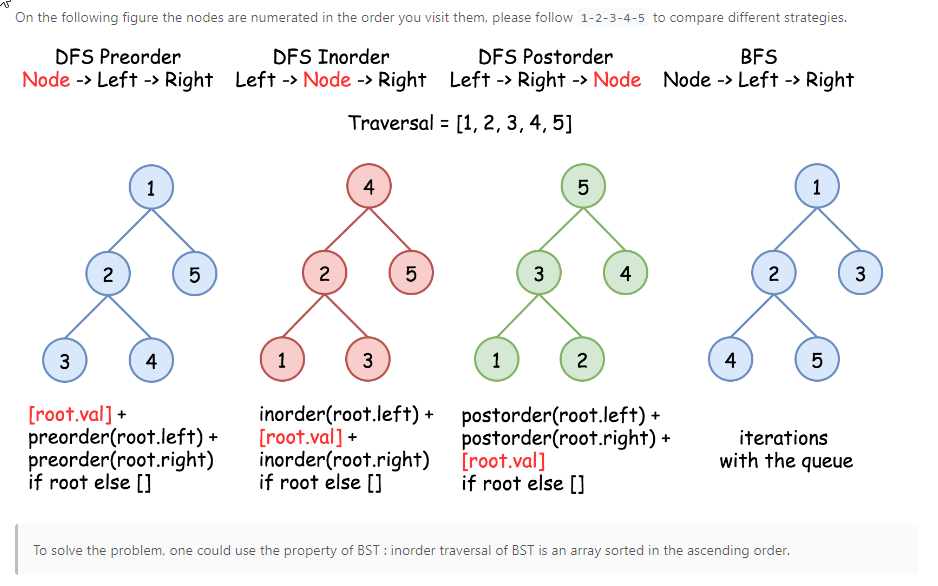 On the following figure the nodes are numerated in the order you visit them, please follow 1-2-3-4-5 to compare different strategies.
DFS Preorder
Node -> Left -> Right
DFS Inorder
Left -> Node -> Right
DFS Postorder
Left -> Right -> Node
BFS
Node -> Left -> Right
Traversal = [1, 2, 3, 4, 5]
1
2
5
3
4
4
2
5
1
3
5
3
4
1
2
1
2
3
4
5
[root.val] +
preorder(root.left) +
preorder(root.right)
if root else []
inorder(root.left) +
[root.val] +
inorder(root.right)
if root else []
postorder(root.left) +
postorder(root.right) +
[root.val]
if root else []
iterations
with the queue
To solve the problem, one could use the property of BST : inorder traversal of BST is an array sorted in the ascending order.